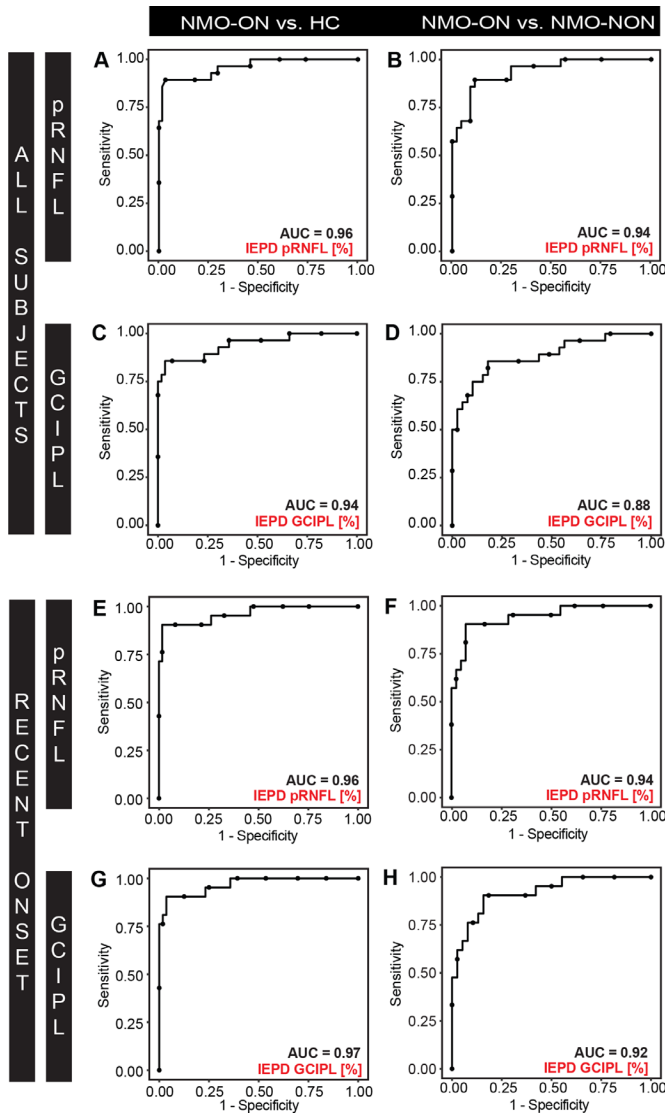 NMO-ON vs. HC
NMO-ON vs. NMO-NON
ALL SUBJECTS
pRNFL
A
1.00
0.75
0.50
0.25
0.00
Sensitivity
AUC = 0.96
IEPD pRNFL [%]
0.00 0.25 0.50 0.75 1.00
1 - Specificity
B
1.00
0.75
0.50
0.25
0.00
Sensitivity
AUC = 0.94
IEPD pRNFL [%]
0.00 0.25 0.50 0.75 1.00
1 - Specificity
GCIPL
C
1.00
0.75
0.50
0.25
0.00
Sensitivity
AUC = 0.94
IEPD GCIPL [%]
0.00 0.25 0.50 0.75 1.00
1 - Specificity
D
1.00
0.75
0.50
0.25
0.00
Sensitivity
AUC = 0.88
IEPD GCIPL [%]
0.00 0.25 0.50 0.75 1.00
1 - Specificity
RECENT ONSET
pRNFL
E
1.00
0.75
0.50
0.25
0.00
Sensitivity
AUC = 0.96
IEPD pRNFL [%]
0.00 0.25 0.50 0.75 1.00
1 - Specificity
F
1.00
0.75
0.50
0.25
0.00
Sensitivity
AUC = 0.94
IEPD pRNFL [%]
0.00 0.25 0.50 0.75 1.00
1 - Specificity
GCIPL
G
1.00
0.75
0.50
0.25
0.00
Sensitivity
AUC = 0.97
IEPD GCIPL [%]
0.00 0.25 0.50 0.75 1.00
1 - Specificity
H
1.00
0.75
0.50
0.25
0.00
Sensitivity
AUC = 0.92
IEPD GCIPL [%]
0.00 0.25 0.50 0.75 1.00
1 - Specificity